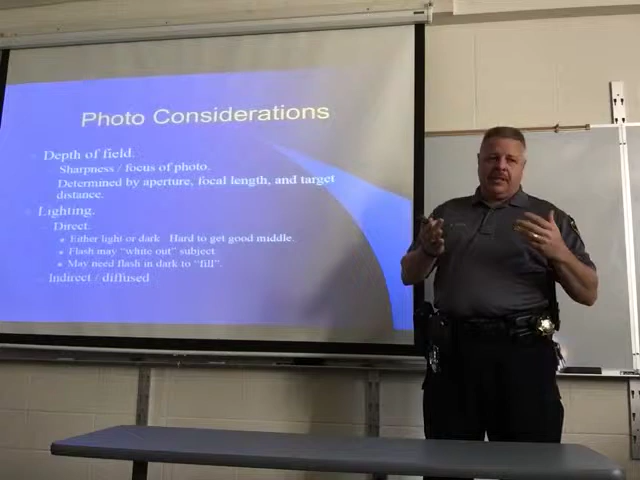 Photo Considerations
Depth of field.
Sharpness / focus of photo.
Determined by aperture, focal length, and target
distance.
Lighting.
Direct.
Either light or dark   Hard to get good middle.
Flash may "white out" subject
May need flash in dark to "fill".
Indirect / diffused